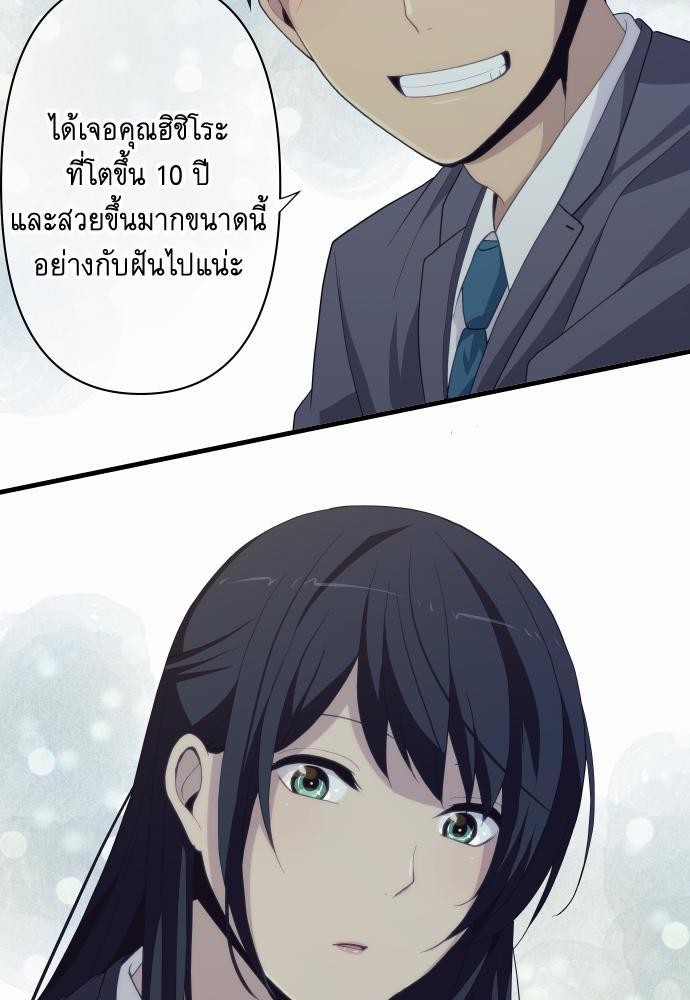 ได้เจอคุณฮิชิโระ
ที่โตขึ้น 10 ปี
และสวยขึ้นมากขนาดนี้
อย่างกับฝันไปแน่ะ